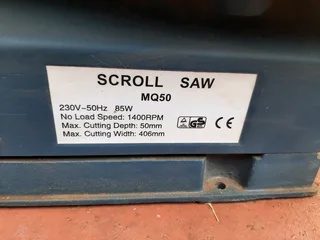 SCROLL SAW
MQ50
230V~50Hz 85W
No Load Speed: 1400RPM
Max. Cutting Depth: 50mm
Max. Cutting Width: 406mm
GS CE